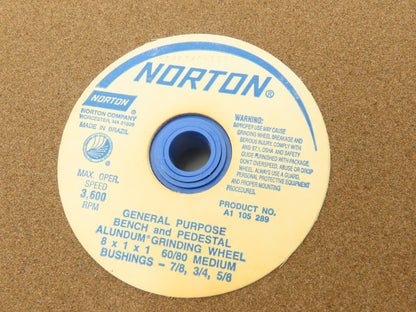 NORTON®
NORTON®
NORTON COMPANY
WORCESTER, MA 01606
MADE IN BRAZIL
WARNING:
IMPROPER USE MAY CAUSE
GRINDING WHEEL BREAKAGE AND
SERIOUS INJURY. COMPLY WITH
ANSI B7.1, OSHA AND SAFETY
GUIDE FURNISHED WITH PACKAGE.
DON'T OVERSPEED, ABUSE OR DROP
WHEEL. ALWAYS USE A GUARD,
PERSONAL PROTECTIVE EQUIPMENT
AND PROPER MOUNTING
PROCEDURES.
MAX. OPER.
SPEED
3,600
RPM
PRODUCT NO.
A1 105 289
GENERAL PURPOSE
BENCH and PEDESTAL
ALUNDUM® GRINDING WHEEL
8 x 1 x 1 60/80 MEDIUM
BUSHINGS – 7/8, 3/4, 5/8